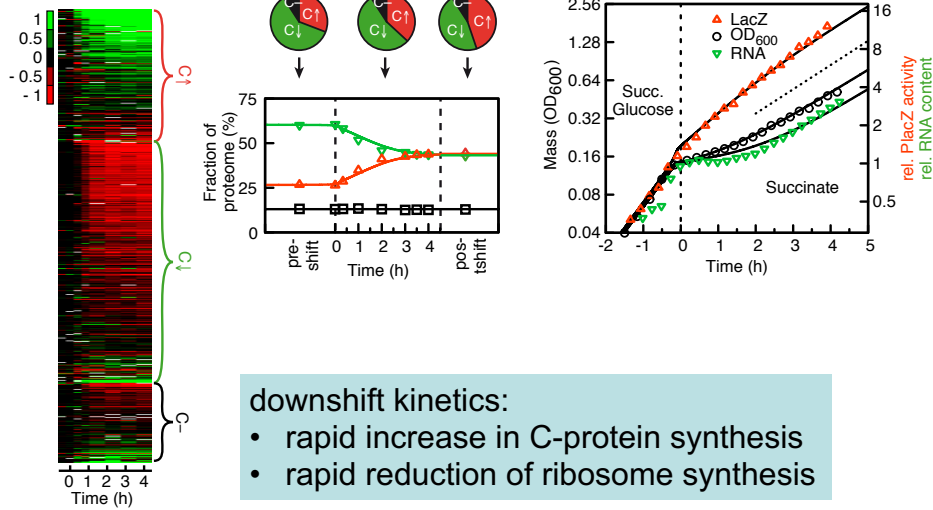 1
0.5
0
- 0.5
- 1
C↑
C↓
C–
0 1 2 3 4
Time (h)
C– C↑ C↓
C– C↑ C↓
C– C↑ C↓
Fraction of
proteome (%)
75
50
25
0
pre-
shift
0 1 2 3 4
pos-
tshift
Time (h)
Mass (OD600)
2.56
1.28
0.64
0.32
0.16
0.08
0.04
LacZ
OD600
RNA
Succ.
Glucose
Succinate
-2 -1 0 1 2 3 4 5
Time (h)
16
8
4
2
1
0.5
rel. PlacZ activity
rel. RNA content
downshift kinetics:
• rapid increase in C-protein synthesis
• rapid reduction of ribosome synthesis